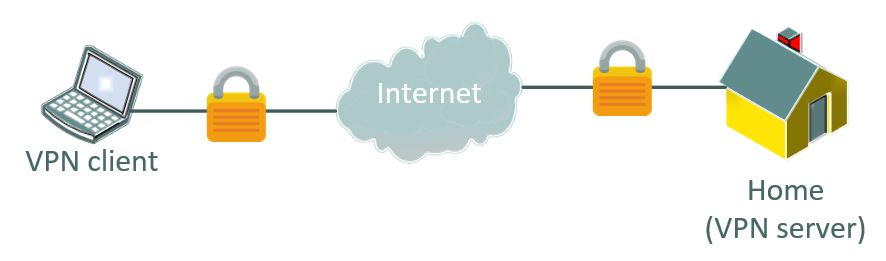 Internet
VPN client
Home
(VPN server)